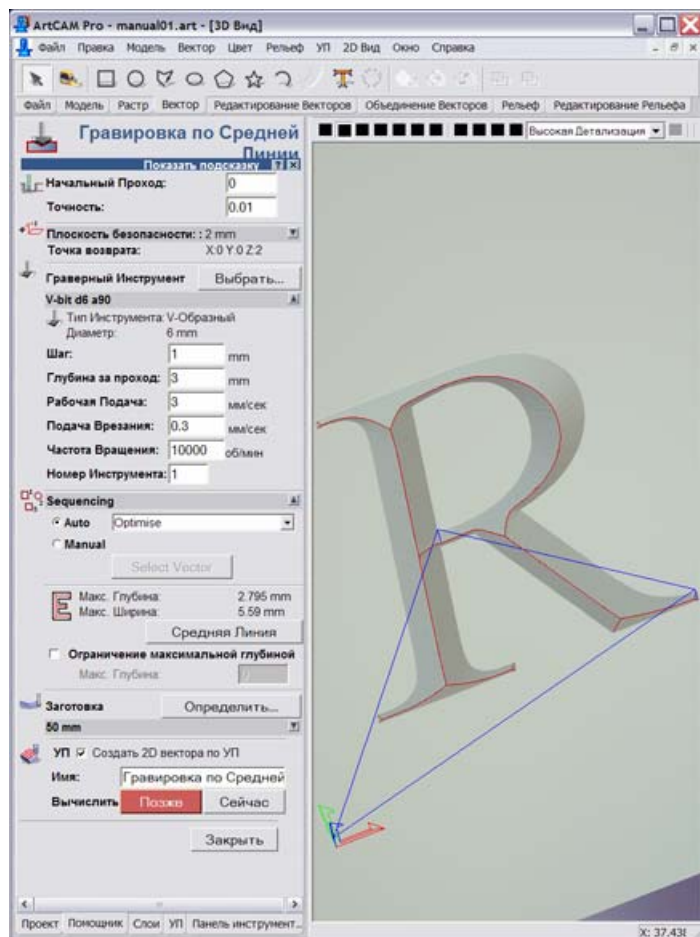 ArtCAM Pro - manual01.art - [3D Вид]
Файл Правка Модель Вектор Цвет Рельеф УП 2D Вид Окно Справка
Файл Модель Растр Вектор Редактирование Векторов Объединение Векторов Рельеф Редактирование Рельефа
Гравировка по Средней
Линии
Показать подсказку
Высокая Детализация
Начальный Проход: 0
Точность: 0.01
Плоскость безопасности: : 2 mm
Точка возврата: X:0 Y:0 Z:2
Граверный Инструмент Выбрать...
V-bit d6 a90
Тип Инструмента: V-Образный
Диаметр: 6 mm
Шаг: 1 mm
Глубина за проход: 3 mm
Рабочая Подача: 3 мм/сек
Подача Врезания: 0.3 мм/сек
Частота Вращения: 10000 об/мин
Номер Инструмента: 1
Sequencing
Auto Optimise
Manual
Select Vector
Макс. Глубина: 2.795 mm
Макс. Ширина: 5.59 mm
Средняя Линия
Ограничение максимальной глубиной
Макс. Глубина: 0
Заготовка Определить...
50 mm
УП Создать 2D вектора по УП
Имя: Гравировка по Средней
Вычислить Позже Сейчас
Закрыть
Проект Помощник Слои УП Панель инструмент...
X: 37.438